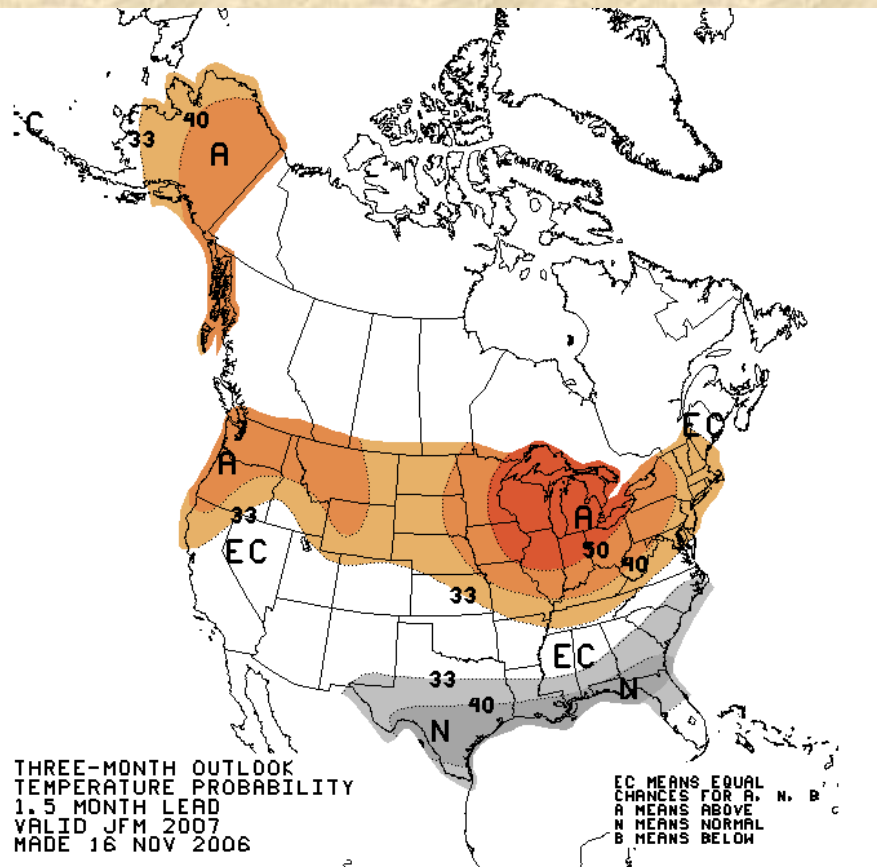 EC
40
33
A
EC
A
33
A
EC
50
40
33
EC
33
N
40
N
THREE-MONTH OUTLOOK
TEMPERATURE PROBABILITY
1.5 MONTH LEAD
VALID JFM 2007
MADE 16 NOV 2006
EC MEANS EQUAL
CHANCES FOR A, N, B
A MEANS ABOVE
N MEANS NORMAL
B MEANS BELOW